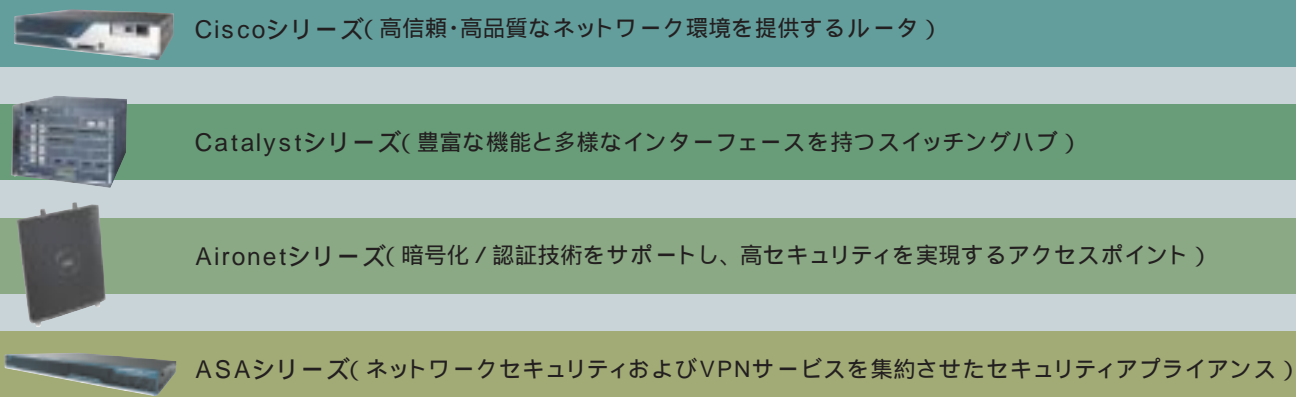 Ciscoシリーズ(高信頼・高品質なネットワーク環境を提供するルータ)
Catalystシリーズ(豊富な機能と多様なインターフェースを持つスイッチングハブ)
Aironetシリーズ(暗号化/認証技術をサポートし、高セキュリティを実現するアクセスポイント)
ASAシリーズ(ネットワークセキュリティおよびVPNサービスを集約させたセキュリティアプライアンス)